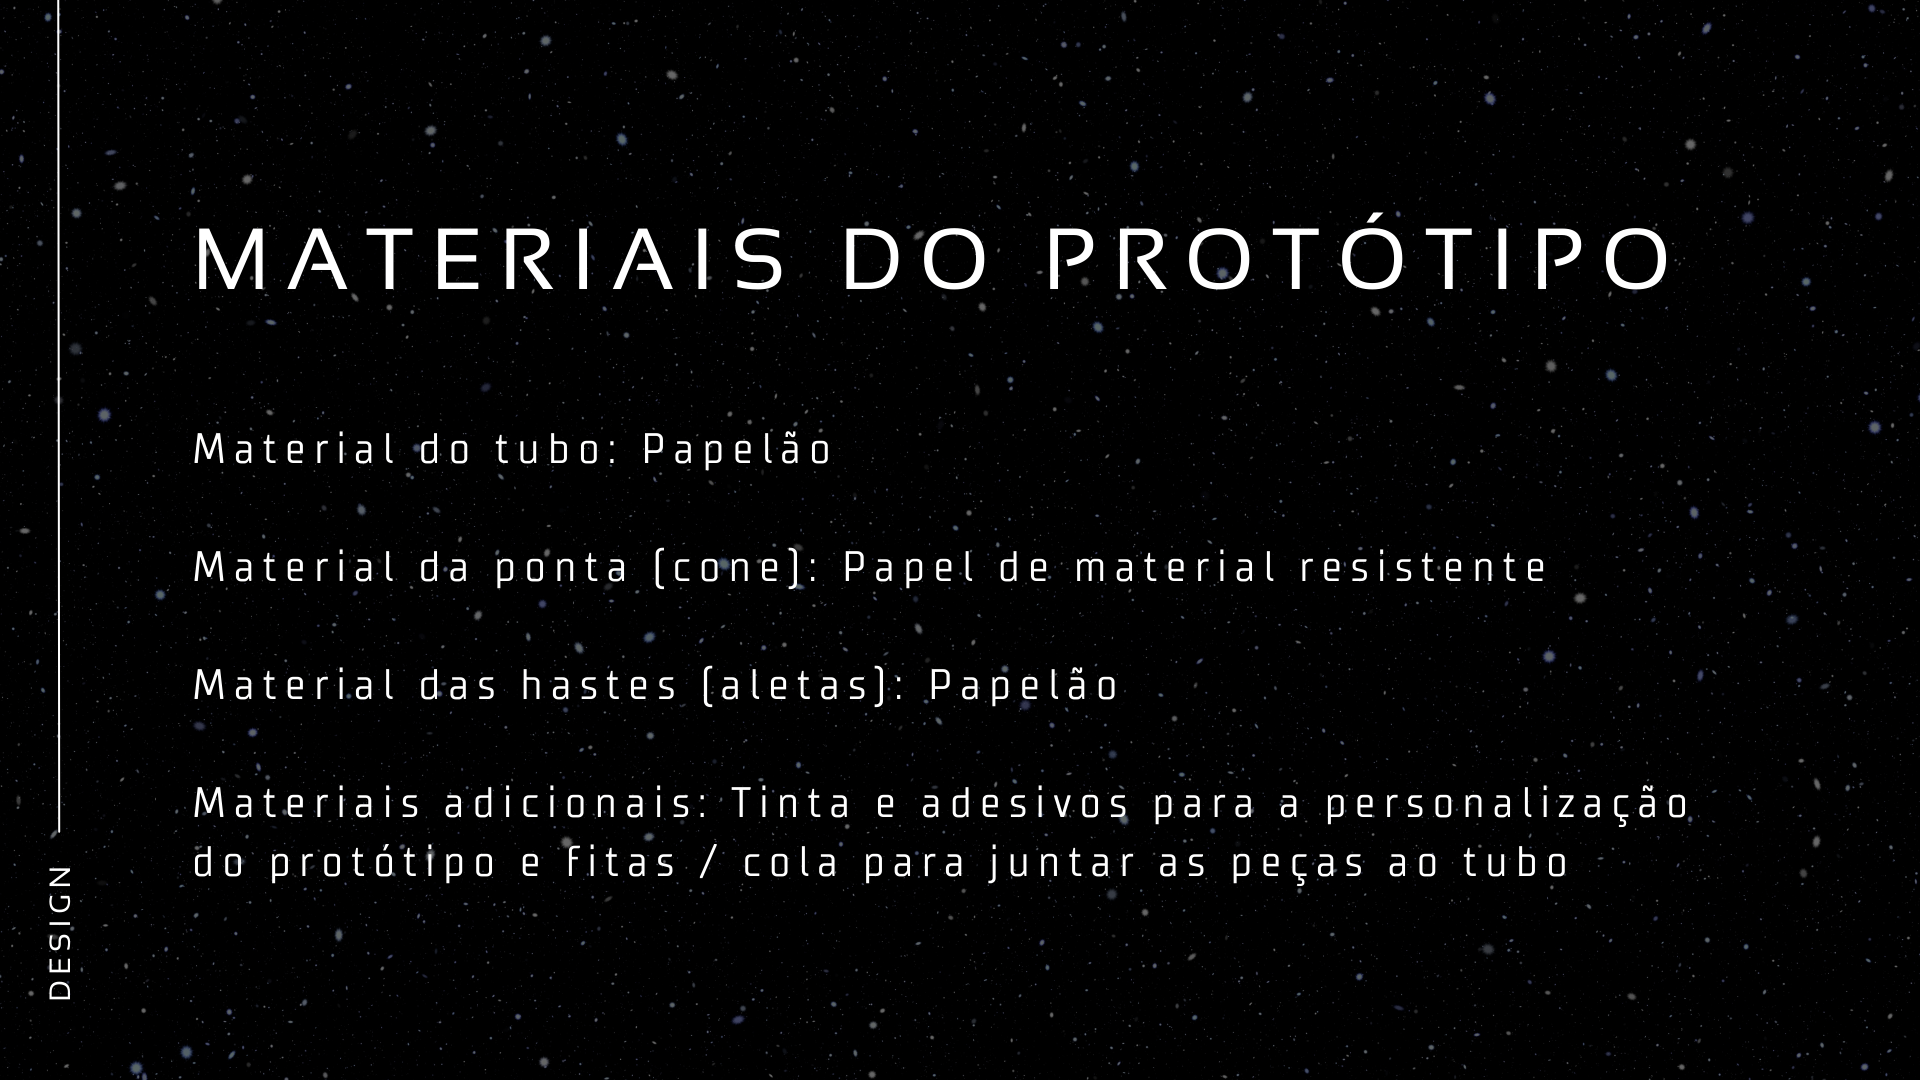 MATERIAIS DO PROTÓTIPO
Material do tubo: Papelão
Material da ponta (cone): Papel de material resistente
Material das hastes (aletas): Papelão
Materiais adicionais: Tinta e adesivos para a personalização
do protótipo e fitas / cola para juntar as peças ao tubo
DESIGN